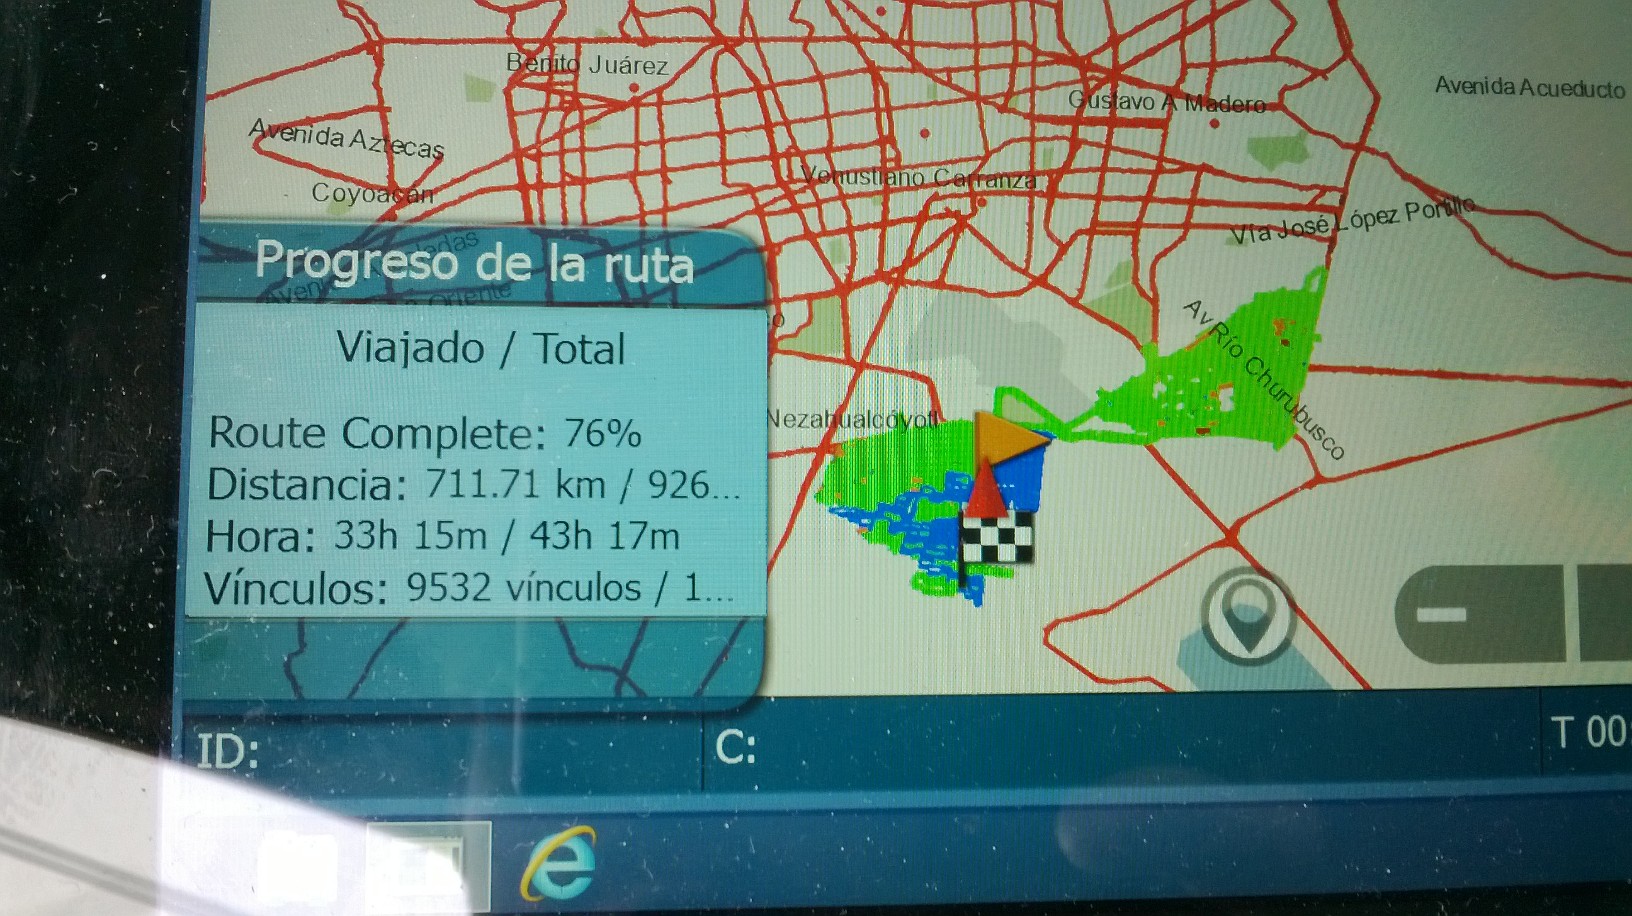 Benito Juárez
Gustavo A Madero
Avenida Acueducto
Avenida Aztecas
Venustiano Carranza
Coyoacán
Vía José López Portillo
Progreso de la ruta
Viajado / Total
Av Río Churubusco
Nezahualcóyotl
Route Complete: 76%
Distancia: 711.71 km / 926...
Hora: 33h 15m / 43h 17m
Vínculos: 9532 vínculos / 1...
ID:
C:
T 00: